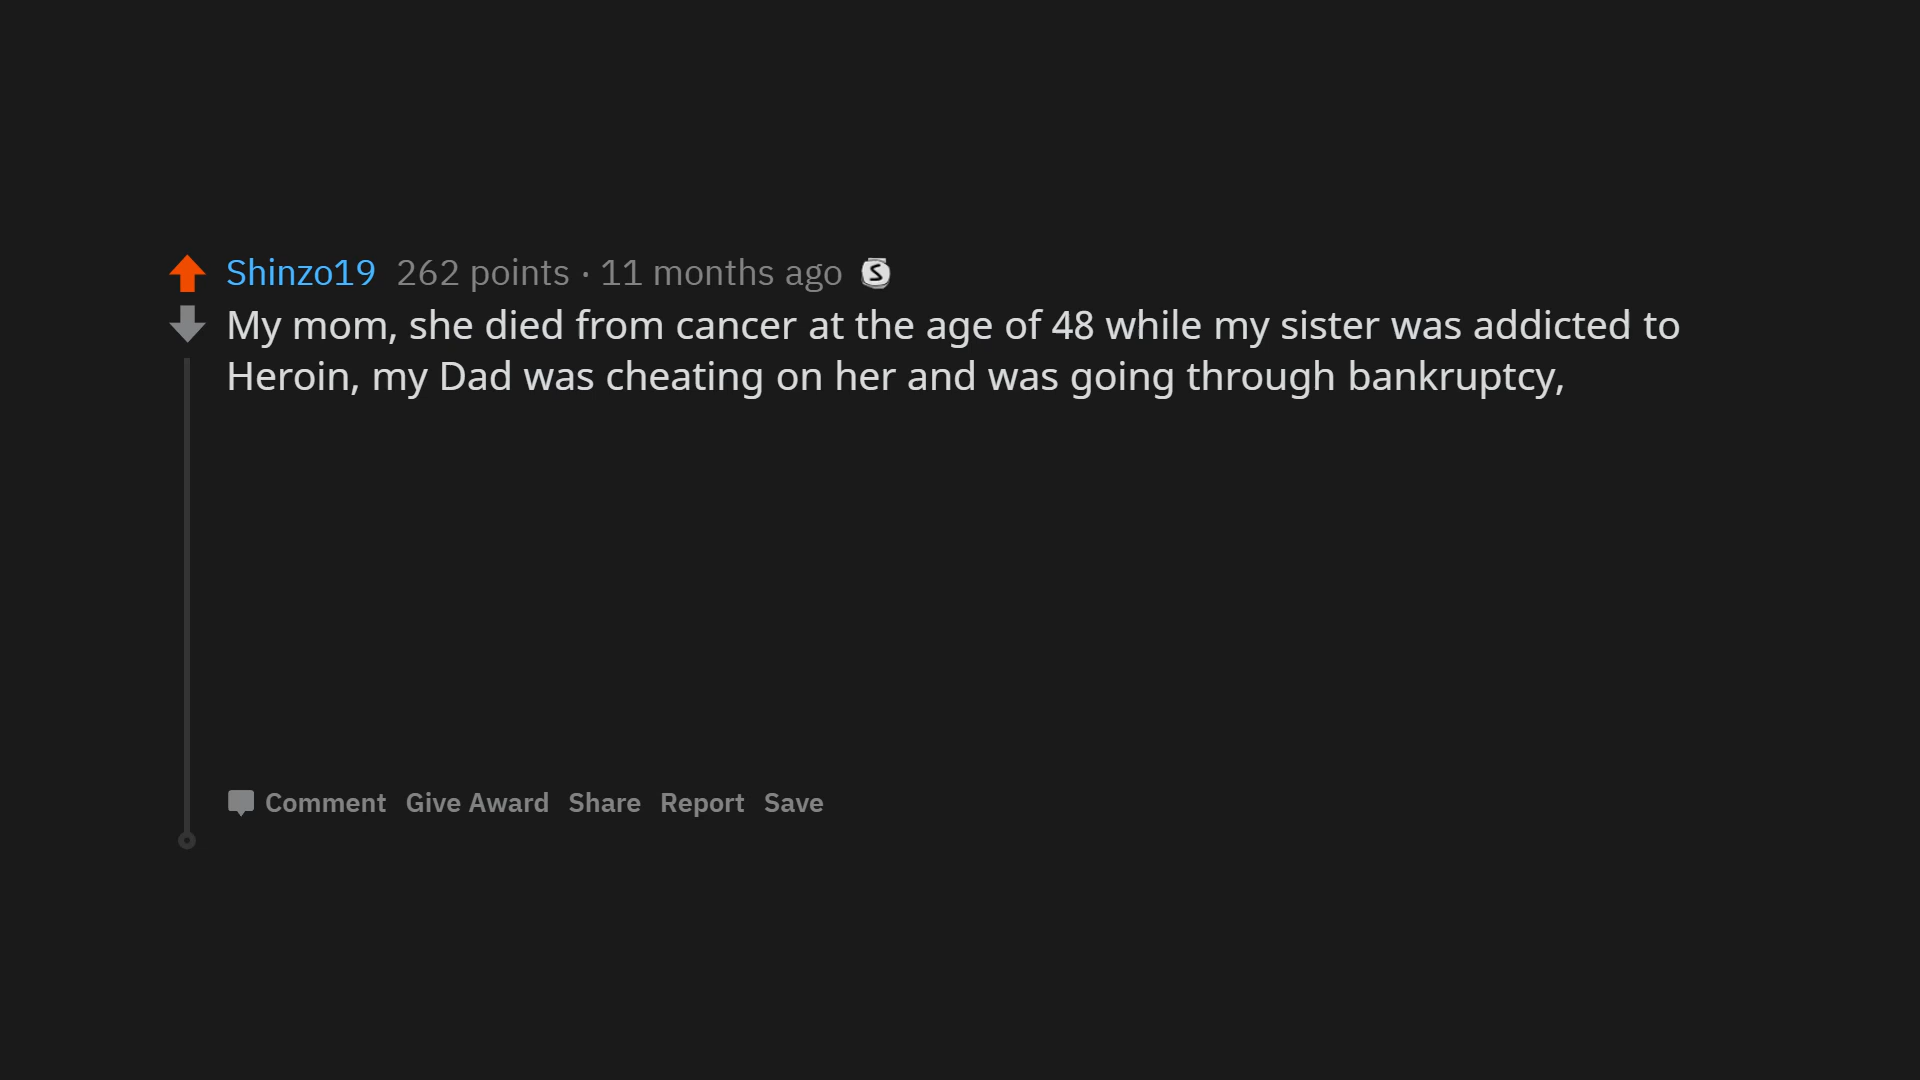 Shinzo19 262 points · 11 months ago S
My mom, she died from cancer at the age of 48 while my sister was addicted to
Heroin, my Dad was cheating on her and was going through bankruptcy,
Comment Give Award Share Report Save